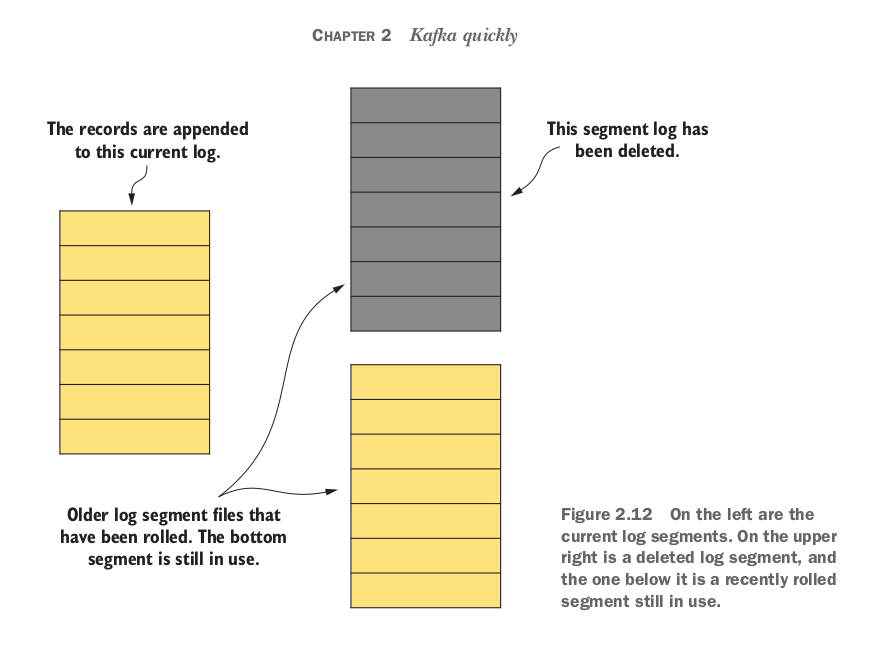 CHAPTER 2 Kafka quickly
The records are appended
to this current log.
This segment log has
been deleted.
Older log segment files that
have been rolled. The bottom
segment is still in use.
Figure 2.12 On the left are the
current log segments. On the upper
right is a deleted log segment, and
the one below it is a recently rolled
segment still in use.